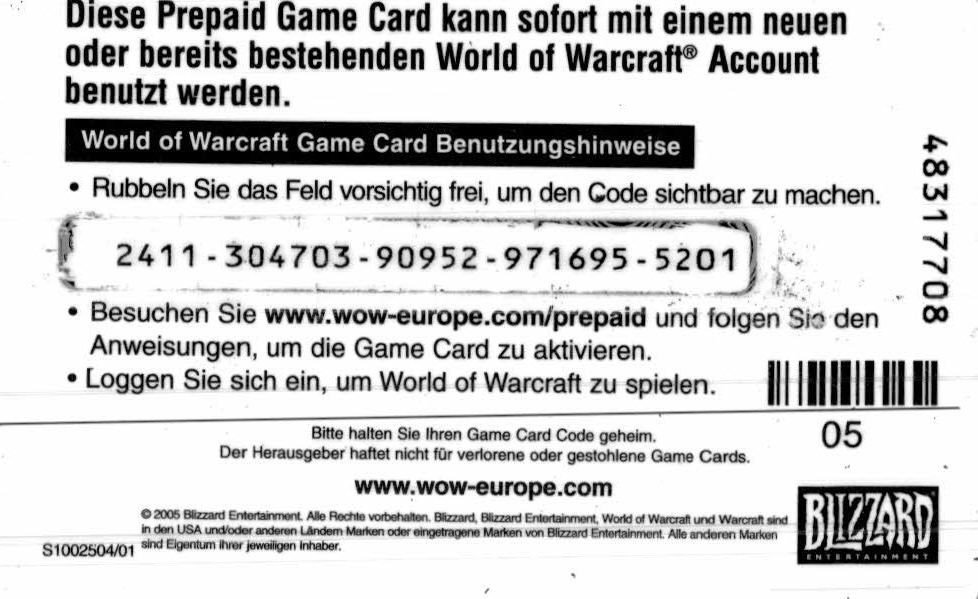 Diese Prepaid Game Card kann sofort mit einem neuen
oder bereits bestehenden World of Warcraft® Account
benutzt werden.
World of Warcraft Game Card Benutzungshinweise
• Rubbeln Sie das Feld vorsichtig frei, um den Code sichtbar zu machen.
2411-304703-90952-971695-5201
• Besuchen Sie www.wow-europe.com/prepaid und folgen Sie den
Anweisungen, um die Game Card zu aktivieren.
• Loggen Sie sich ein, um World of Warcraft zu spielen.
48317708
05
Bitte halten Sie Ihren Game Card Code geheim.
Der Herausgeber haftet nicht für verlorene oder gestohlene Game Cards.
www.wow-europe.com
© 2005 Blizzard Entertainment. Alle Rechte vorbehalten. Blizzard, Blizzard Entertainment, World of Warcraft und Warcraft sind
in den USA und/oder anderen Ländern Marken oder eingetragene Marken von Blizzard Entertainment. Alle anderen Marken
sind Eigentum ihrer jeweiligen Inhaber.
S1002504/01
BLIZZARD
ENTERTAINMENT